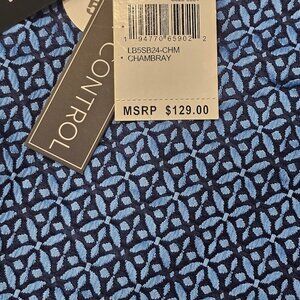 1 94770 65902 2
LB5SB24-CHM
CHAMBRAY
MSRP $129.00
CONTROL